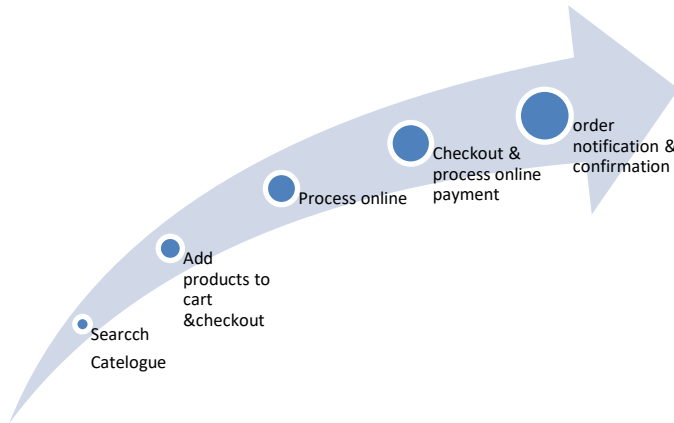 Searcch
Catelogue
Add
products to
cart
&checkout
Process online
Checkout &
process online
payment
order
notification &
confirmation